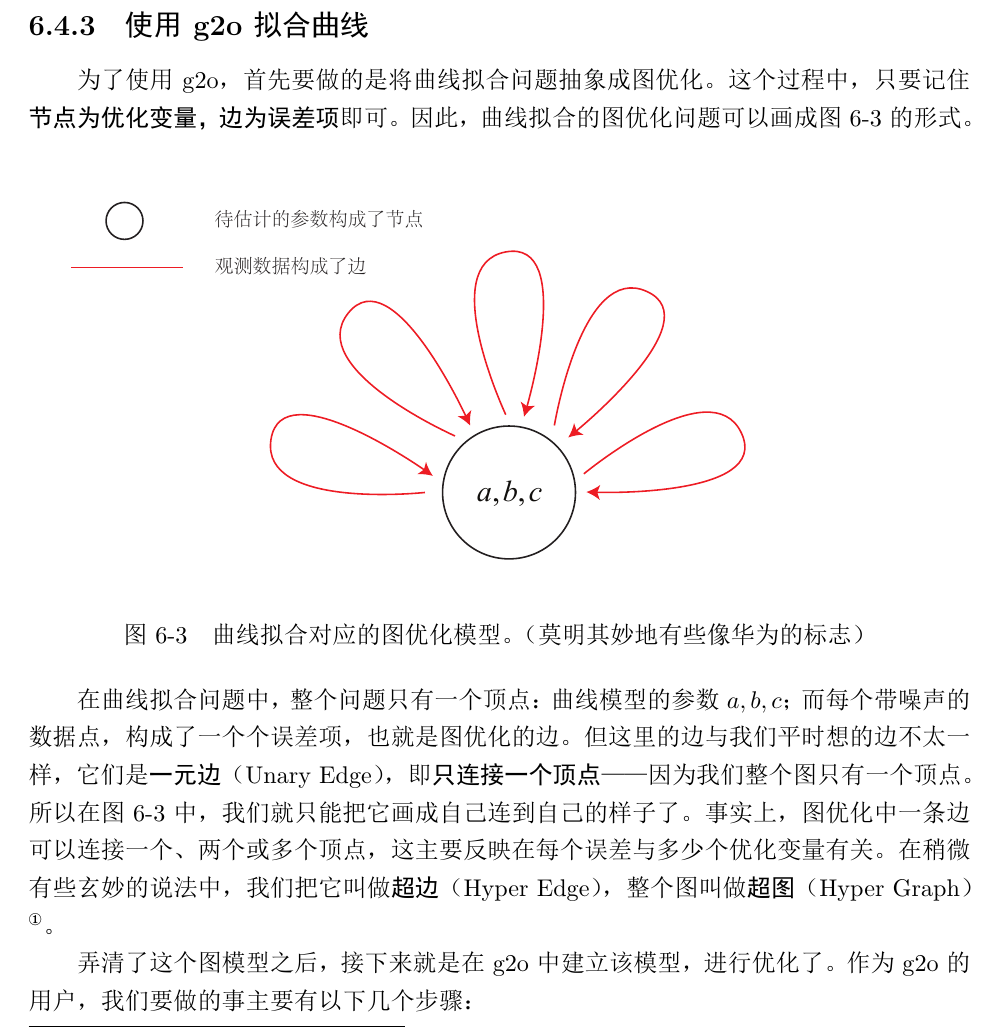 6.4.3 使用 g2o 拟合曲线
为了使用 g2o，首先要做的是将曲线拟合问题抽象成图优化。这个过程中，只要记住
节点为优化变量，边为误差项即可。因此，曲线拟合的图优化问题可以画成图 6-3 的形式。
待估计的参数构成了节点
观测数据构成了边
a,b,c
图 6-3 曲线拟合对应的图优化模型。（莫明其妙地有些像华为的标志）
在曲线拟合问题中，整个问题只有一个顶点：曲线模型的参数 a, b, c；而每个带噪声的
数据点，构成了一个个误差项，也就是图优化的边。但这里的边与我们平时想的边不太一
样，它们是一元边（Unary Edge），即只连接一个顶点——因为我们整个图只有一个顶点。
所以在图 6-3 中，我们就只能把它画成自己连到自己的样子了。事实上，图优化中一条边
可以连接一个、两个或多个顶点，这主要反映在每个误差与多少个优化变量有关。在稍微
有些玄妙的说法中，我们把它叫做超边（Hyper Edge），整个图叫做超图（Hyper Graph）
①。
弄清了这个图模型之后，接下来就是在 g2o 中建立该模型，进行优化了。作为 g2o 的
用户，我们要做的事主要有以下几个步骤：